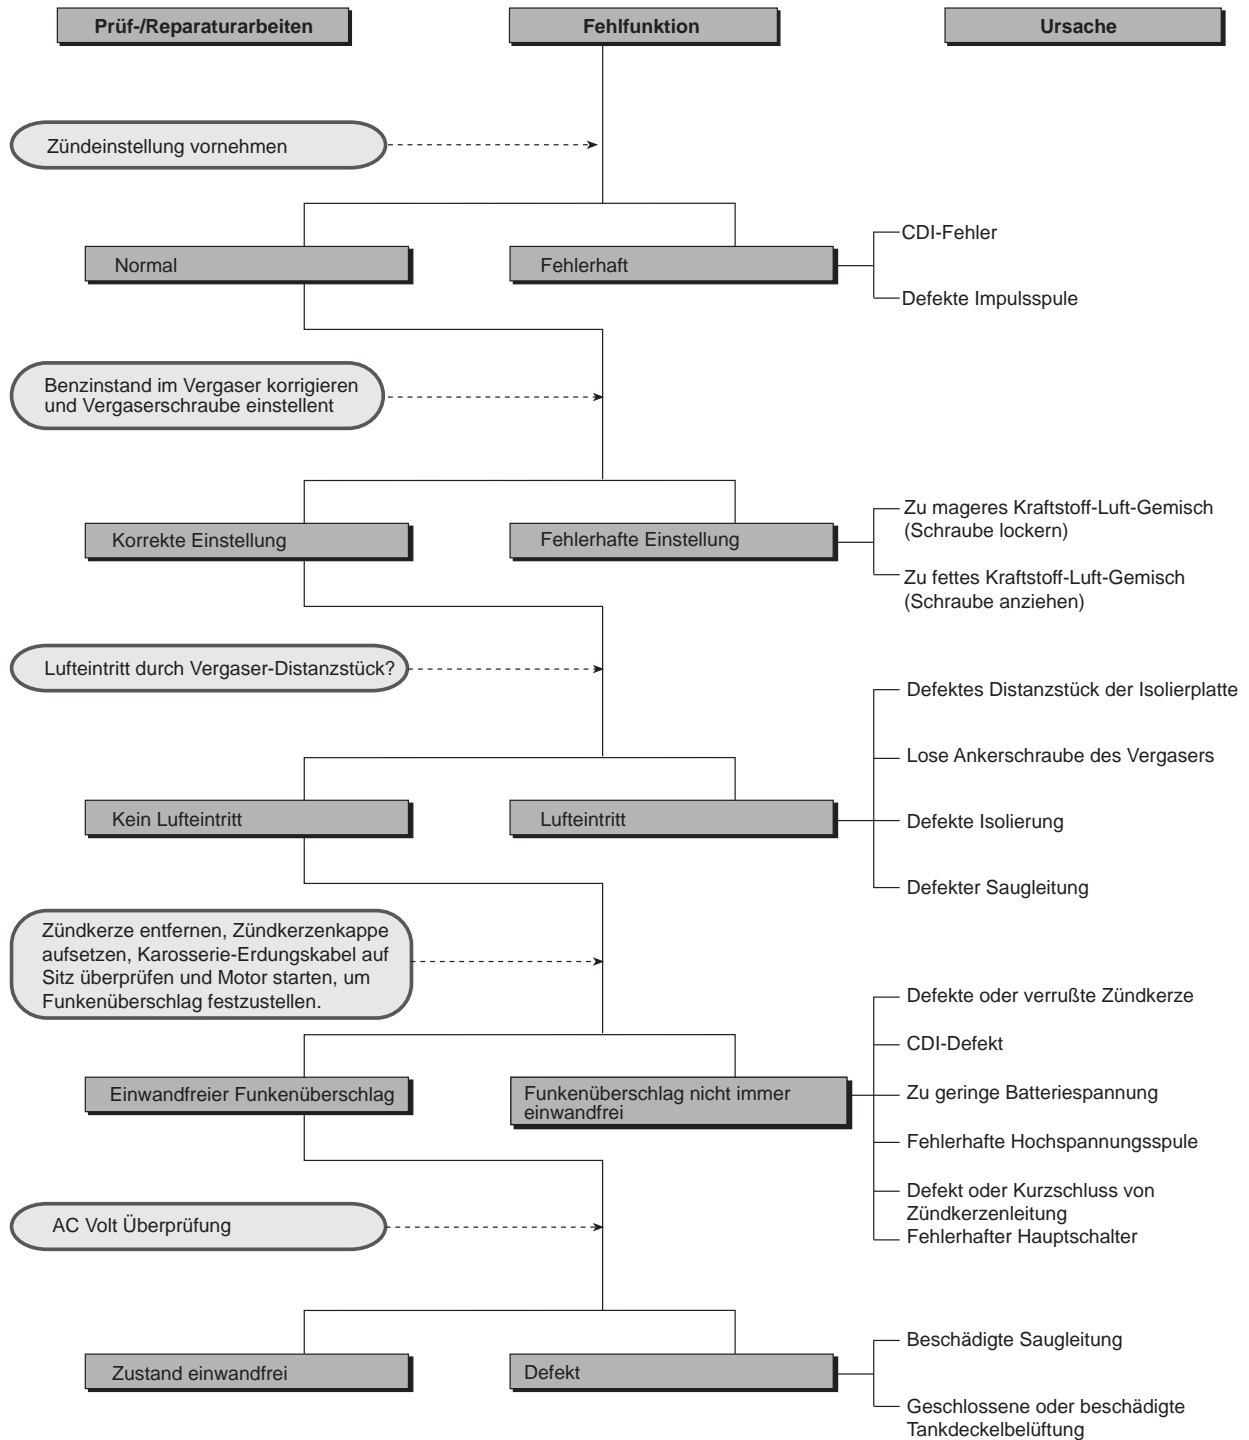 Prüf-/Reparaturarbeiten
Fehlfunktion
Ursache
Zündeinstellung vornehmen
Normal
Fehlerhaft
CDI-Fehler
Defekte Impulsspule
Benzinstand im Vergaser korrigieren
und Vergaserschraube einstellent
Korrekte Einstellung
Fehlerhafte Einstellung
Zu mageres Kraftstoff-Luft-Gemisch
(Schraube lockern)
Zu fettes Kraftstoff-Luft-Gemisch
(Schraube anziehen)
Lufteintritt durch Vergaser-Distanzstück?
Kein Lufteintritt
Lufteintritt
Defektes Distanzstück der Isolierplatte
Lose Ankerschraube des Vergasers
Defekte Isolierung
Defekter Saugleitung
Zündkerze entfernen, Zündkerzenkappe
aufsetzen, Karosserie-Erdungskabel auf
Sitz überprüfen und Motor starten, um
Funkenüberschlag festzustellen.
Einwandfreier Funkenüberschlag
Funkenüberschlag nicht immer
einwandfrei
Defekte oder verrußte Zündkerze
CDI-Defekt
Zu geringe Batteriespannung
Fehlerhafte Hochspannungsspule
Defekt oder Kurzschluss von
Zündkerzenleitung
Fehlerhafter Hauptschalter
AC Volt Überprüfung
Zustand einwandfrei
Defekt
Beschädigte Saugleitung
Geschlossene oder beschädigte
Tankdeckelbelüftung